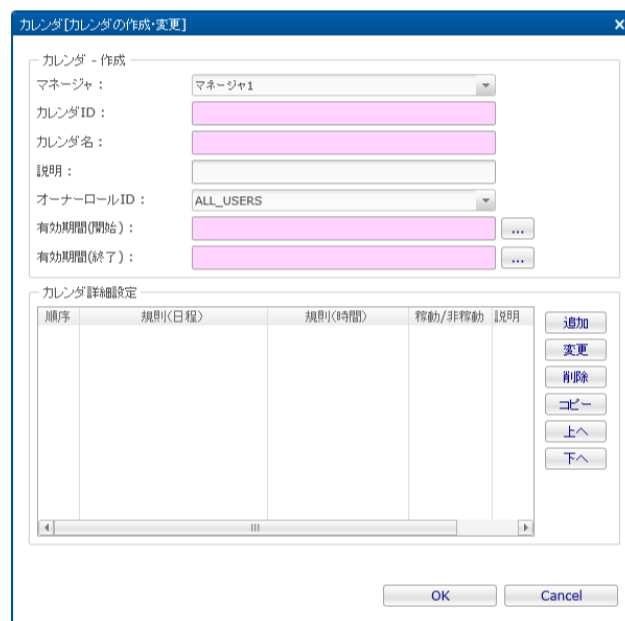 カレンダ[カレンダの作成・変更]
カレンダ - 作成
マネージャ： マネージャ1
カレンダID：
カレンダ名：
説明：
オーナーロールID： ALL_USERS
有効期間(開始)： ...
有効期間(終了)： ...
カレンダ詳細設定
順序 規則(日程) 規則(時間) 稼動/非稼動 説明
追加
変更
削除
コピー
上へ
下へ
OK Cancel